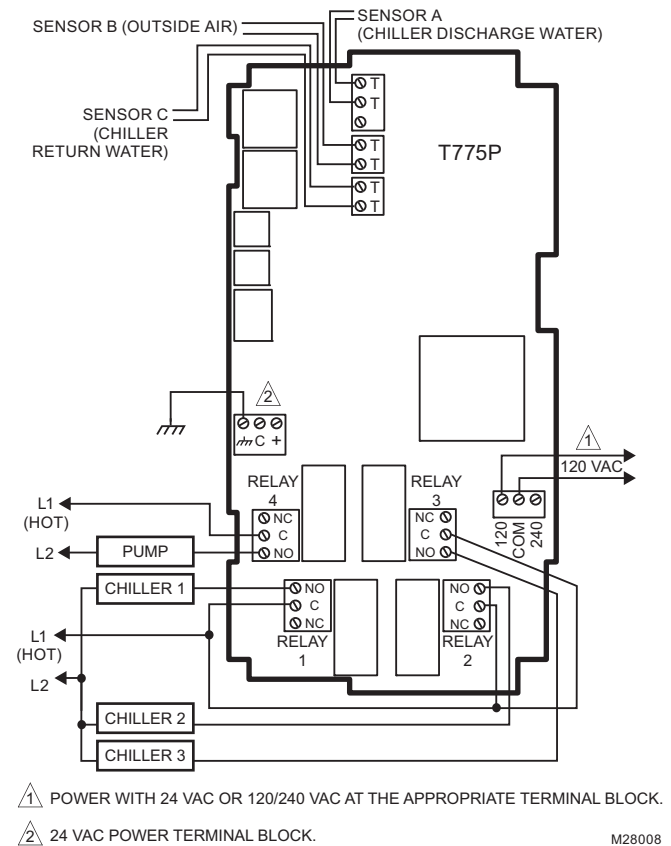 SENSOR B (OUTSIDE AIR)
SENSOR A
(CHILLER DISCHARGE WATER)
SENSOR C
(CHILLER
RETURN WATER)
T
T
T
T
T
T
T775P
2
C +
1
120 VAC
120
COM
240
RELAY
4
RELAY
3
L1
(HOT)
NC
C
NO
NC
C
NO
L2
PUMP
CHILLER 1
NO
C
NC
NO
C
NC
L1
(HOT)
RELAY
1
RELAY
2
L2
CHILLER 2
CHILLER 3
1 POWER WITH 24 VAC OR 120/240 VAC AT THE APPROPRIATE TERMINAL BLOCK.
2 24 VAC POWER TERMINAL BLOCK.
M28008